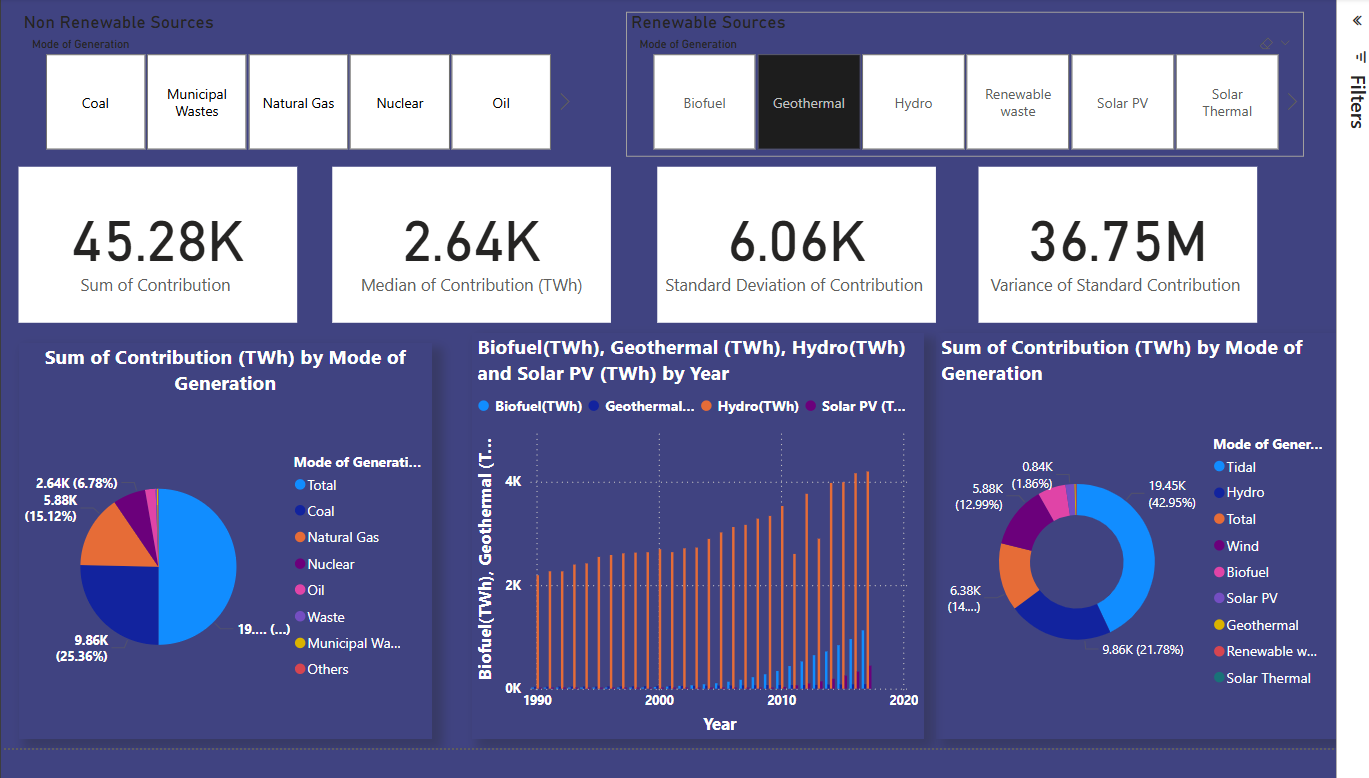 Non Renewable Sources
Mode of Generation
Coal
Municipal
Wastes
Natural Gas
Nuclear
Oil
Renewable Sources
Mode of Generation
Biofuel
Geothermal
Hydro
Renewable
waste
Solar PV
Solar
Thermal
Filters
45.28K
Sum of Contribution
2.64K
Median of Contribution (TWh)
6.06K
Standard Deviation of Contribution
36.75M
Variance of Standard Contribution
Sum of Contribution (TWh) by Mode of
Generation
2.64K (6.78%)
5.88K
(15.12%)
9.86K
(25.36%)
19.... (...)
Mode of Generati...
Total
Coal
Natural Gas
Nuclear
Oil
Waste
Municipal Wa...
Others
Biofuel(TWh), Geothermal (TWh), Hydro(TWh)
and Solar PV (TWh) by Year
Biofuel(TWh) Geothermal... Hydro(TWh) Solar PV (T...
Biofuel(TWh), Geothermal (T...
4K
2K
0K
1990 2000 2010 2020
Year
Sum of Contribution (TWh) by Mode of
Generation
0.84K
(1.86%)
5.88K
(12.99%)
6.38K
(14....)
19.45K
(42.95%)
9.86K (21.78%)
Mode of Gener...
Tidal
Hydro
Total
Wind
Biofuel
Solar PV
Geothermal
Renewable w...
Solar Thermal